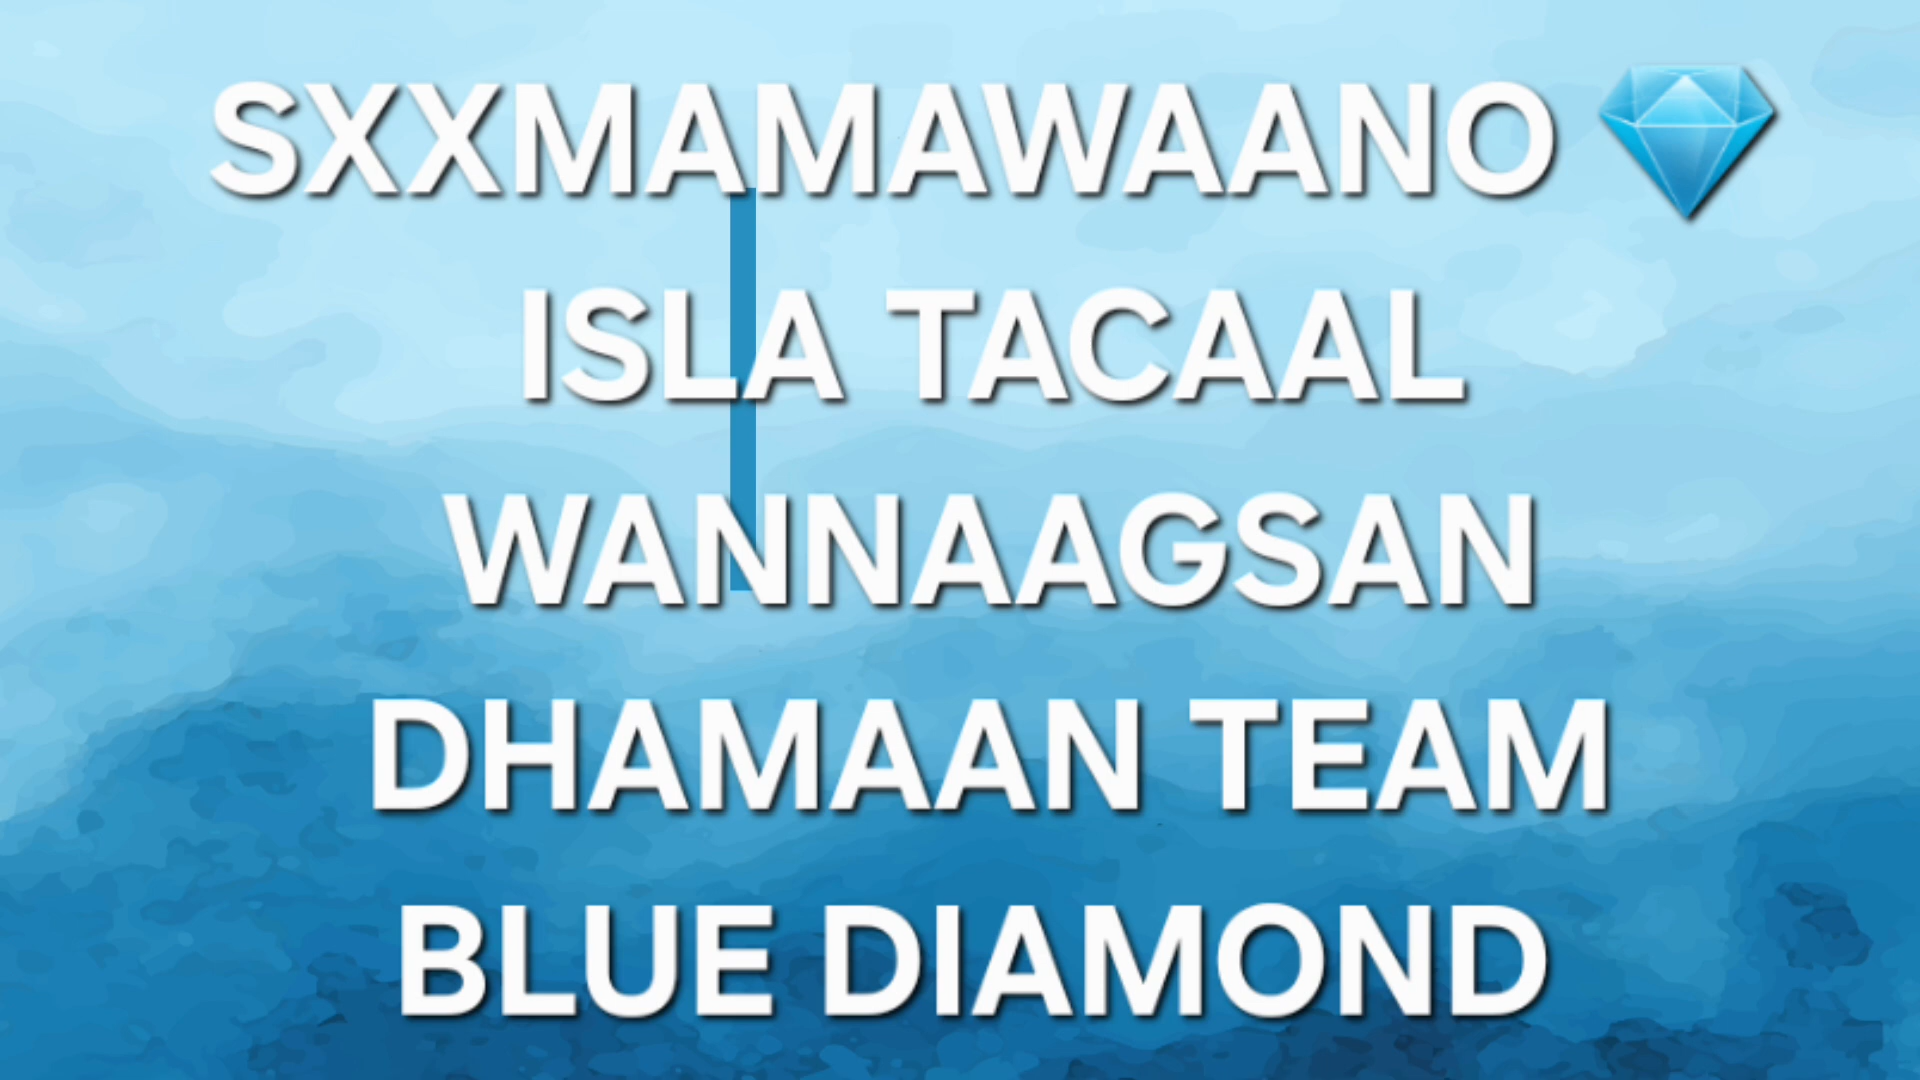 SXXMAMAWAANO 💎
ISLA TACAAL
WANNAAGSAN
DHAMAAN TEAM
BLUE DIAMOND